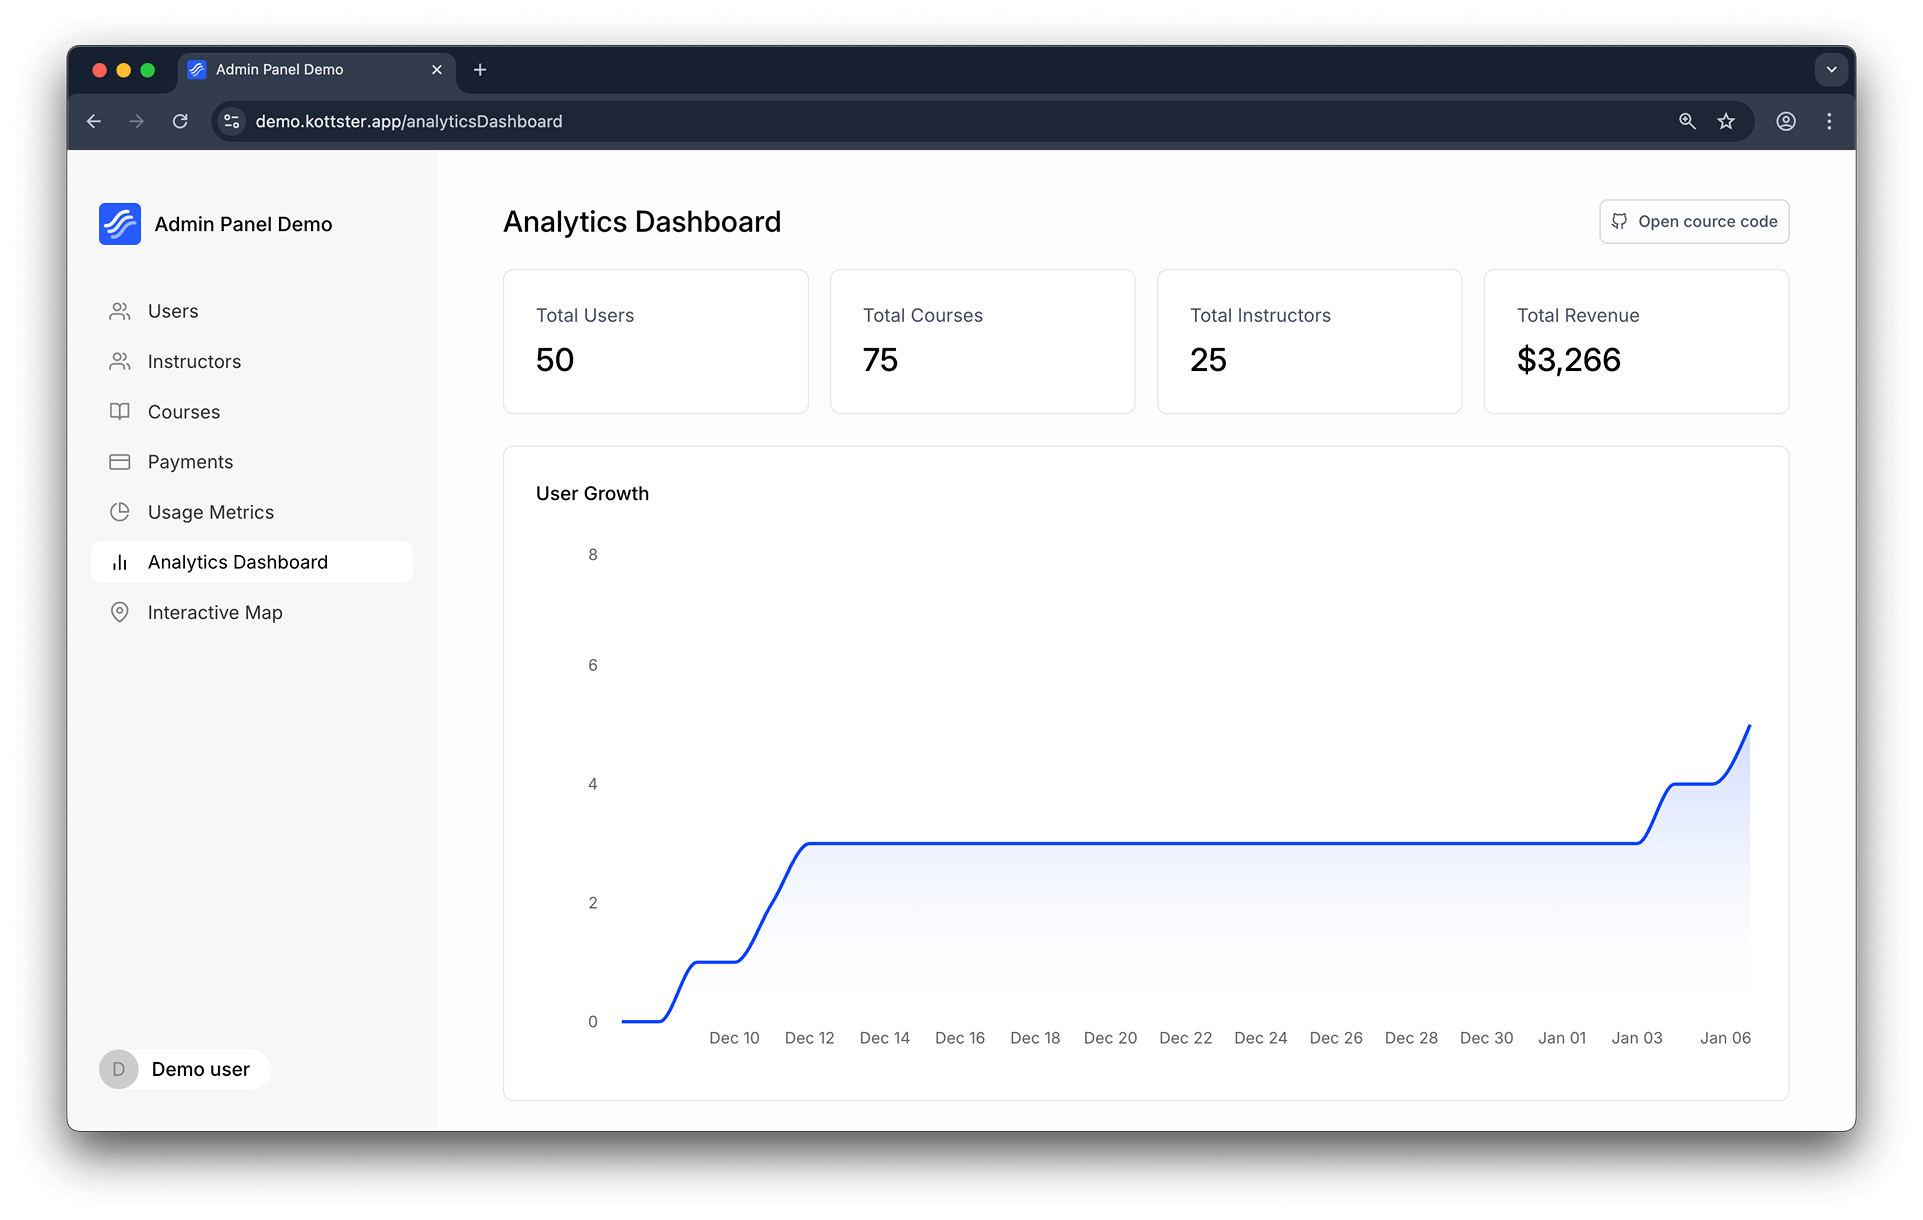 Admin Panel Demo
demo.kottster.app/analyticsDashboard
Admin Panel Demo
Users
Instructors
Courses
Payments
Usage Metrics
Analytics Dashboard
Interactive Map
D
Demo user
Analytics Dashboard
Open cource code
Total Users
50
Total Courses
75
Total Instructors
25
Total Revenue
$3,266
User Growth
8
6
4
2
0
Dec 10 Dec 12 Dec 14 Dec 16 Dec 18 Dec 20 Dec 22 Dec 24 Dec 26 Dec 28 Dec 30 Jan 01 Jan 03 Jan 06